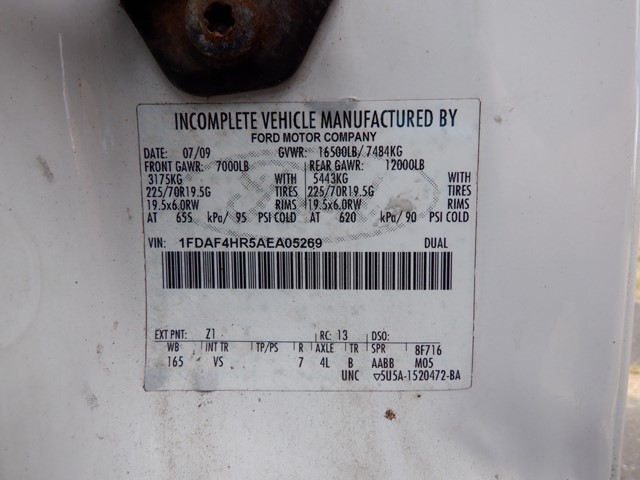 INCOMPLETE VEHICLE MANUFACTURED BY
FORD MOTOR COMPANY
DATE: 07/09 GVWR: 16500LB/ 7484KG
FRONT GAWR: 7000LB REAR GAWR: 12000LB
3175KG WITH 5443KG WITH
225/70R19.5G TIRES 225/70R19.5G TIRES
19.5x6.0RW RIMS 19.5x6.0RW RIMS
AT 655 kPa/ 95 PSI COLD AT 620 kPa/ 90 PSI COLD
VIN: 1FDAF4HR5AEA05269 DUAL
EXT PNT: Z1 RC: 13 DSO:
WB INT TR TP/PS R AXLE TR SPR 8F716
165 VS 7 4L B AABB M05
UNC ▽5U5A-1520472-BA